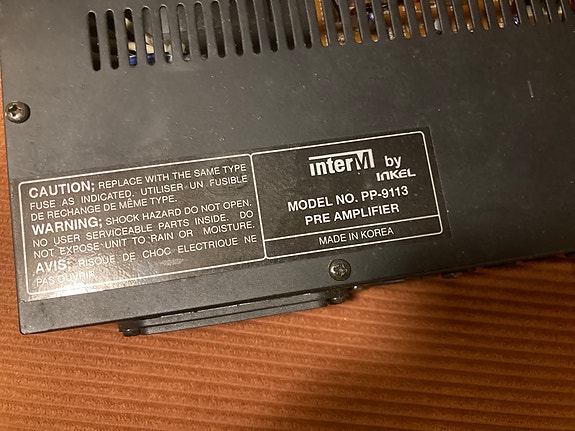 CAUTION; REPLACE WITH THE SAME TYPE
FUSE AS INDICATED. UTILISER UN FUSIBLE
DE RECHANGE DE MÊME TYPE.
WARNING; SHOCK HAZARD DO NOT OPEN.
NO USER SERVICEABLE PARTS INSIDE. DO
NOT EXPOSE UNIT TO RAIN OR MOISTURE.
AVIS; RISQUE DE CHOC ELECTRIQUE NE
PAS OUVRIR.
interM by
INKEL
MODEL NO. PP-9113
PRE AMPLIFIER
MADE IN KOREA